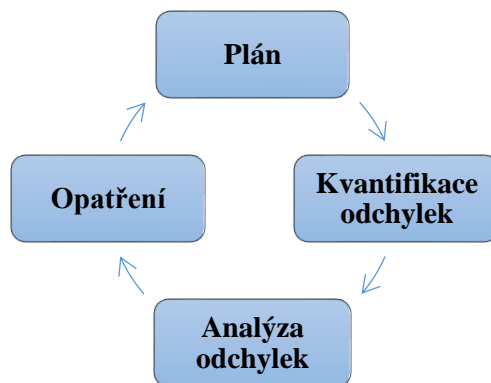 Plán
Kvantifikace
odchylek
Analýza
odchylek
Opatření